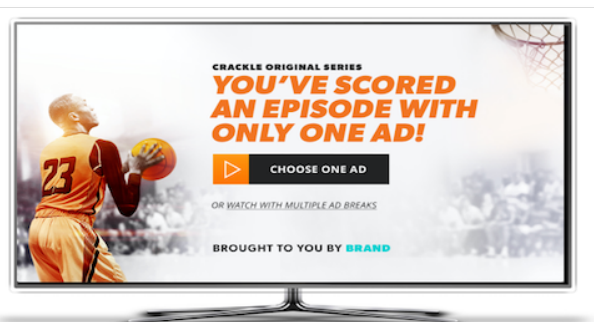 CRACKLE ORIGINAL SERIES
YOU'VE SCORED
AN EPISODE WITH
ONLY ONE AD!
CHOOSE ONE AD
OR WATCH WITH MULTIPLE AD BREAKS
BROUGHT TO YOU BY BRAND
23